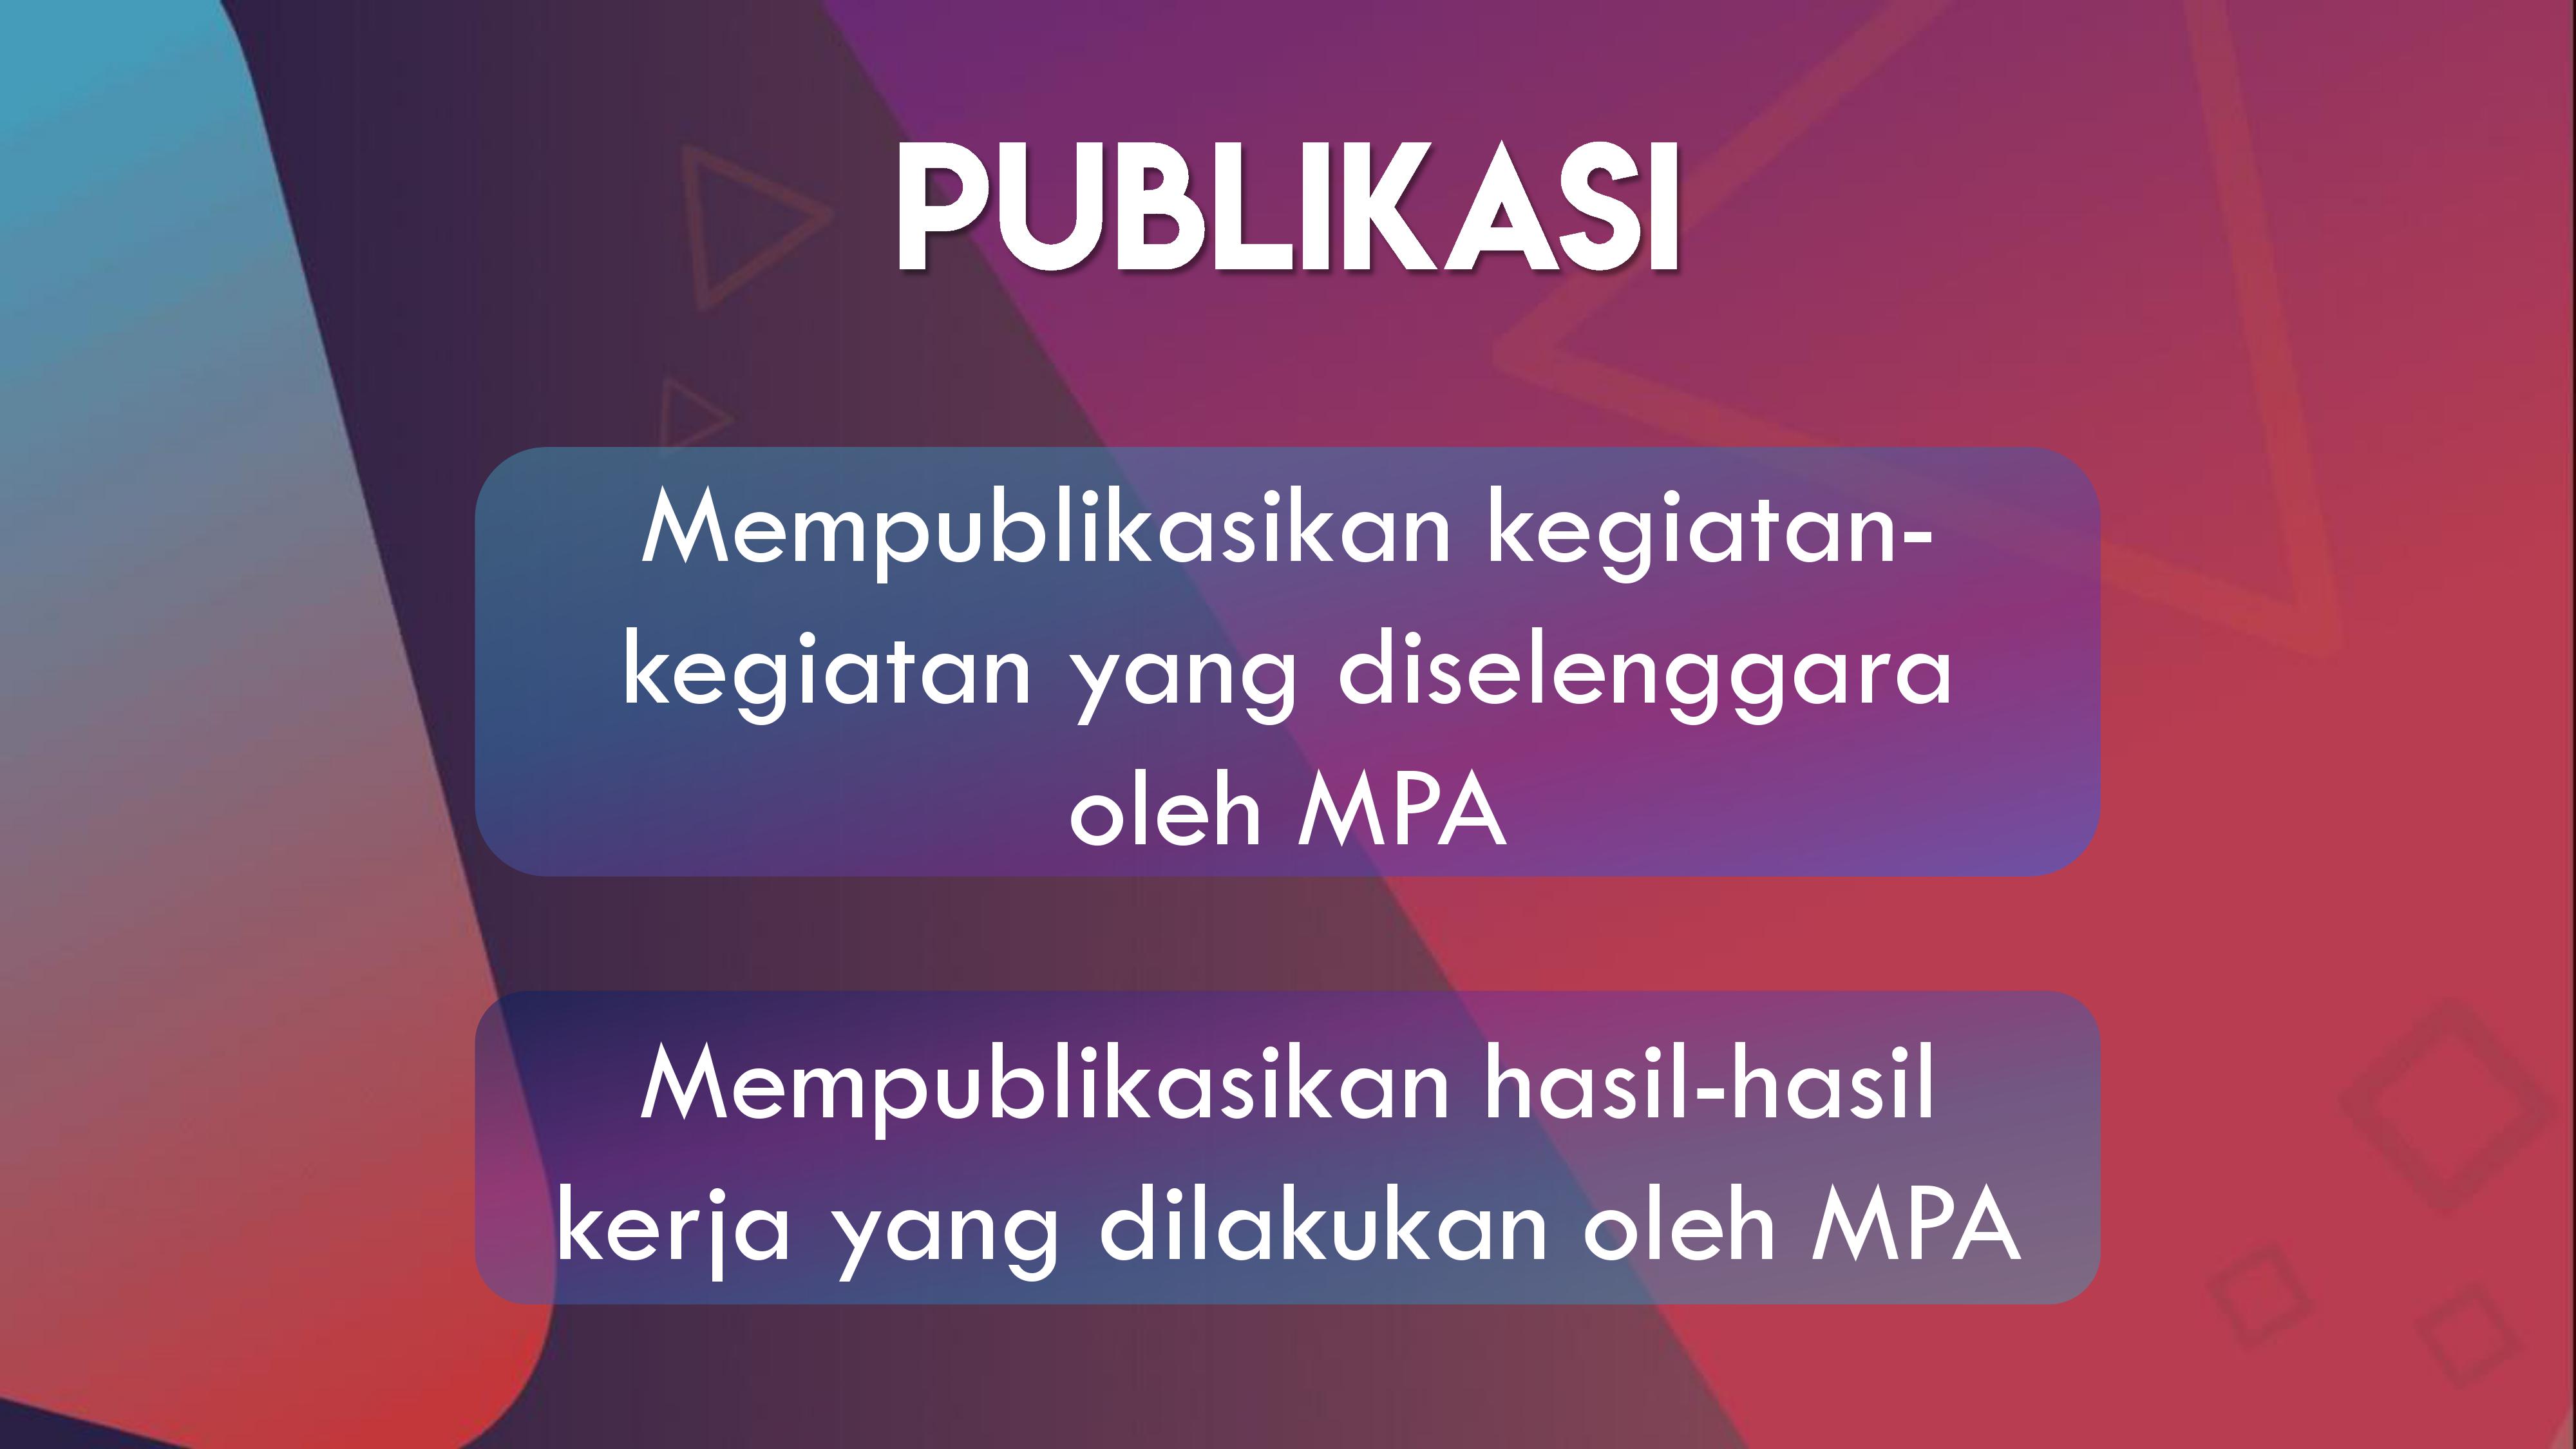 PUBLIKASI
Mempublikasikan kegiatan-
kegiatan yang diselenggara
oleh MPA
Mempublikasikan hasil-hasil
kerja yang dilakukan oleh MPA